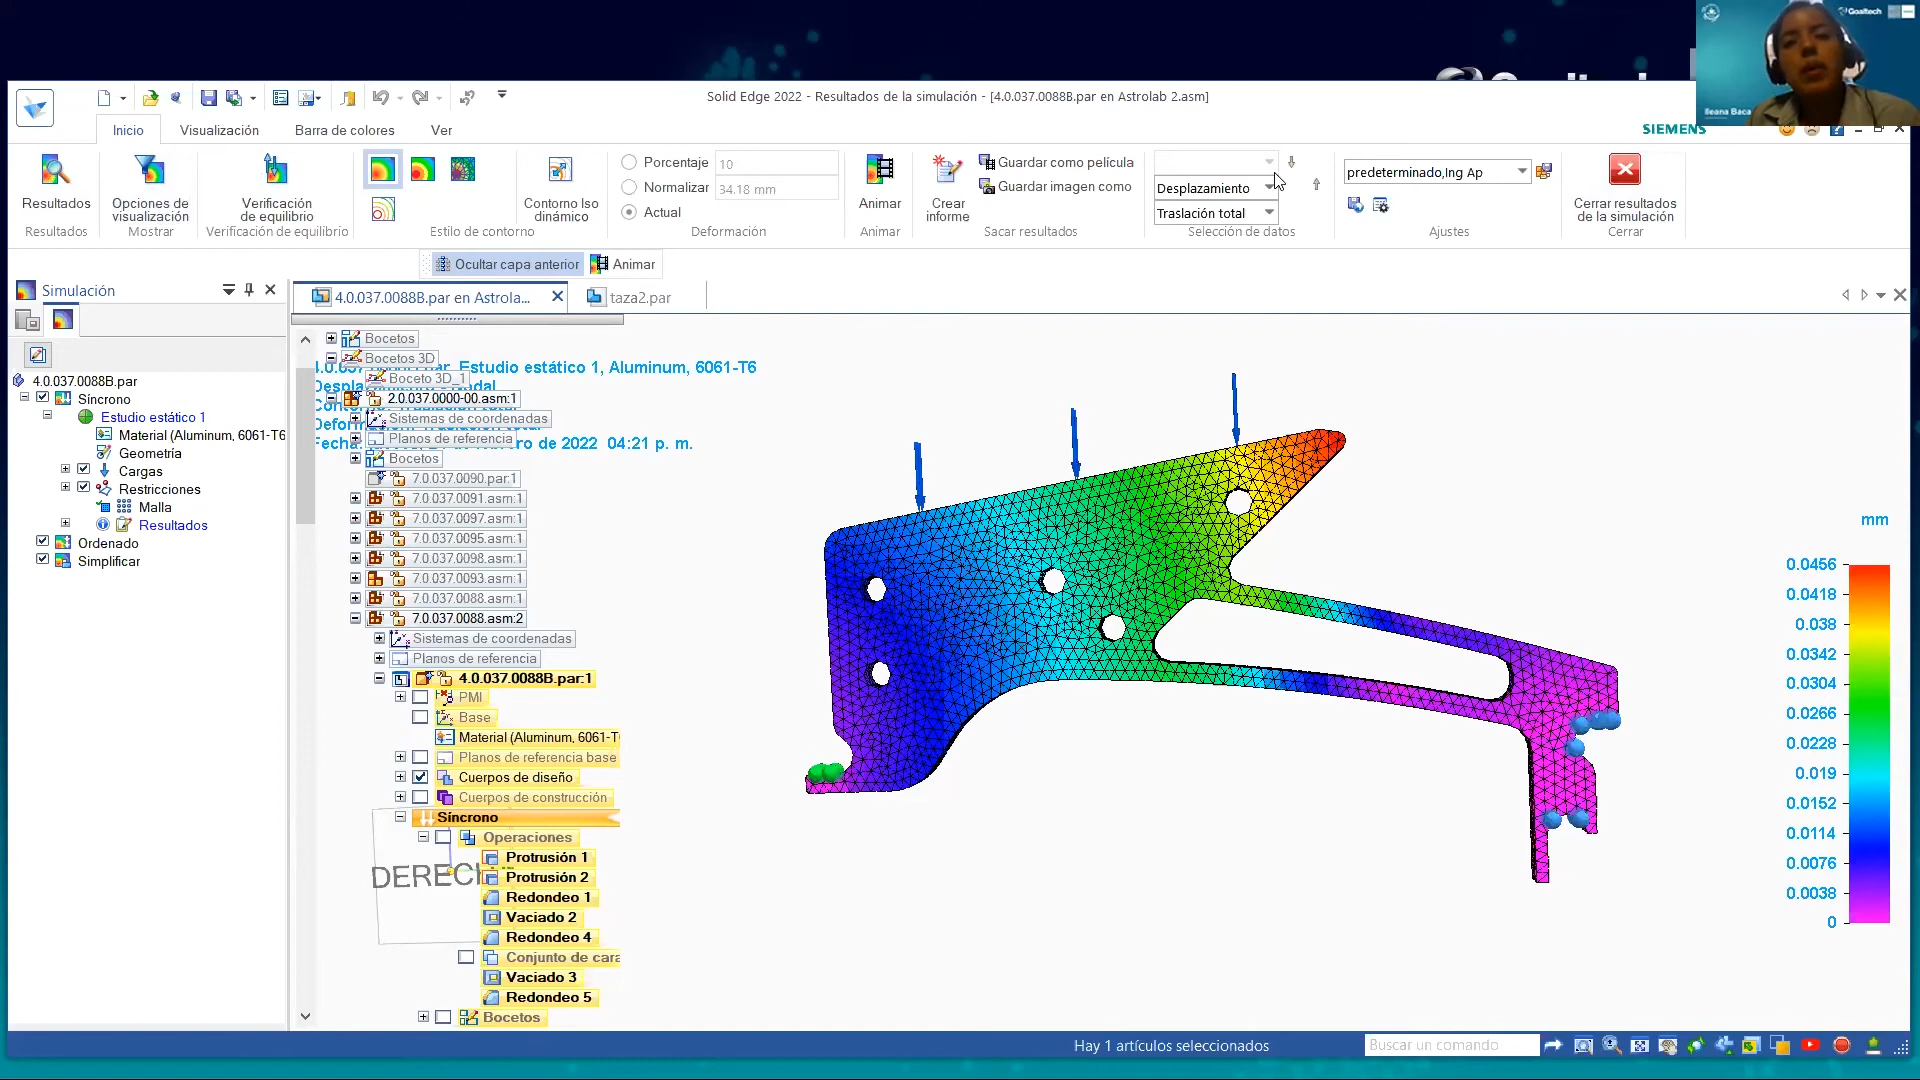 Goaltech
Ileana Baca
Solid Edge 2022 - Resultados de la simulación - [4.0.037.0088B.par en Astrolab 2.asm]
Inicio
Visualización
Barra de colores
Ver
SIEMENS
Resultados
Opciones de
visualización
Verificación
de equilibrio
Contorno Iso
dinámico
Porcentaje
10
Normalizar
34.18 mm
Actual
Animar
Crear
informe
Guardar como película
Guardar imagen como
Desplazamiento
Traslación total
predeterminado,Ing Ap
Cerrar resultados
de la simulación
Resultados
Mostrar
Verificación de equilibrio
Estilo de contorno
Deformación
Animar
Sacar resultados
Selección de datos
Ajustes
Cerrar
Ocultar capa anterior
Animar
Simulación
4.0.037.0088B.par en Astrola...
taza2.par
4.0.037.0088B.par
Síncrono
Estudio estático 1
Material (Aluminum, 6061-T6
Geometría
Cargas
Restricciones
Malla
Resultados
Ordenado
Simplificar
Bocetos
Bocetos 3D
Estudio estático 1, Aluminum, 6061-T6
Boceto 3D_1
2.0.037.0000-00.asm:1
Sistemas de coordenadas
Planos de referencia
de 2022 04:21 p. m.
Bocetos
7.0.037.0090.par:1
7.0.037.0091.asm:1
7.0.037.0097.asm:1
7.0.037.0095.asm:1
7.0.037.0098.asm:1
7.0.037.0093.asm:1
7.0.037.0088.asm:1
7.0.037.0088.asm:2
Sistemas de coordenadas
Planos de referencia
4.0.037.0088B.par:1
PMI
Base
Material (Aluminum, 6061-T
Planos de referencia base
Cuerpos de diseño
Cuerpos de construcción
Síncrono
Operaciones
Protrusión 1
Protrusión 2
Redondeo 1
Vaciado 2
Redondeo 4
Conjunto de cara
Vaciado 3
Redondeo 5
Bocetos
DEREC
mm
0.0456
0.0418
0.038
0.0342
0.0304
0.0266
0.0228
0.019
0.0152
0.0114
0.0076
0.0038
0
Hay 1 artículos seleccionados
Buscar un comando